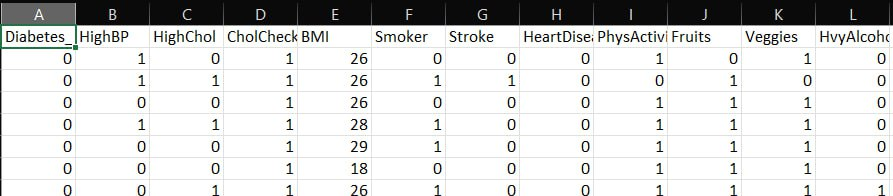 A B C D E F G H I J K L
Diabetes_ HighBP HighChol CholCheck BMI Smoker Stroke HeartDisea PhysActivi Fruits Veggies HvyAlcoho
0 1 0 1 26 0 0 0 1 0 1 0
0 1 1 1 26 1 1 0 0 1 0 0
0 0 0 1 26 0 0 0 1 1 1 0
0 1 1 1 28 1 0 0 1 1 1 0
0 0 0 1 29 1 0 0 1 1 1 0
0 0 0 1 18 0 0 0 1 1 1 0
0 0 1 1 26 1 0 0 1 1 1 1